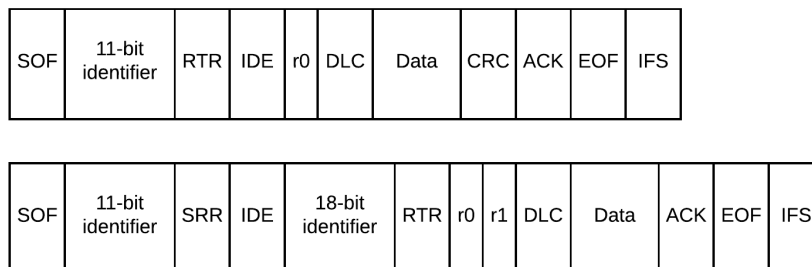 SOF
11-bit
identifier
RTR
IDE
r0
DLC
Data
CRC
ACK
EOF
IFS
SOF
11-bit
identifier
SRR
IDE
18-bit
identifier
RTR
r0
r1
DLC
Data
ACK
EOF
IFS